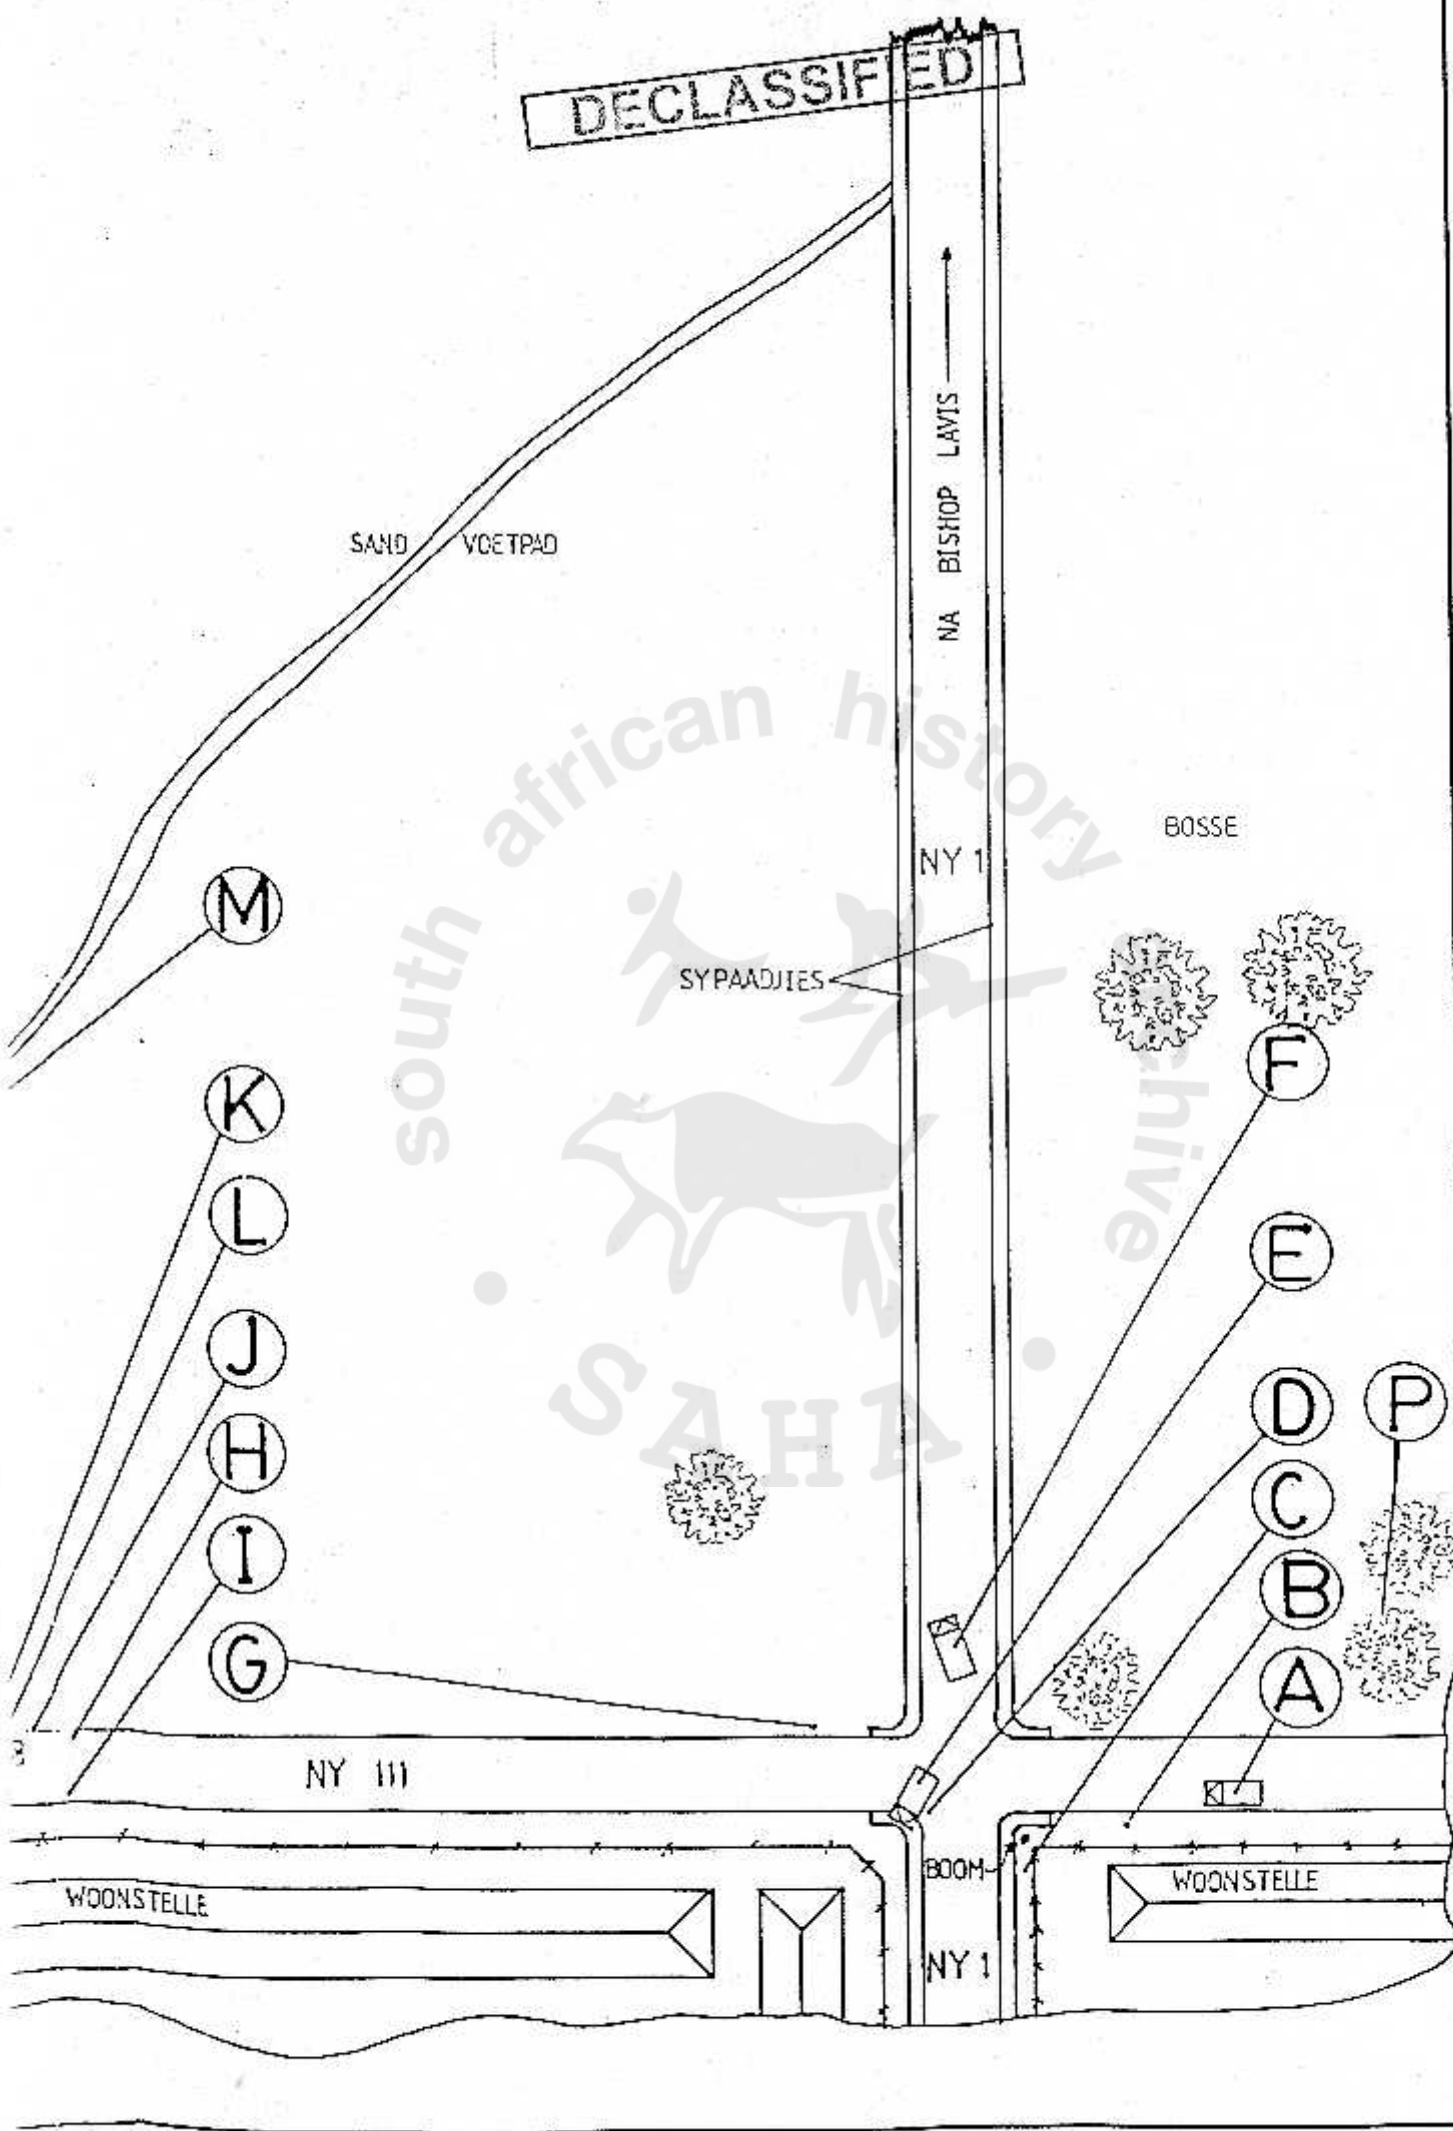 DECLASSIFIED
NA BISHOP LAVIS
SAND VOETPAD
south african history archive
SAHA
BOSSE
NY 1
M
SYPAADJIES
F
K
L
E
J
D
P
H
C
I
B
G
A
NY 111
BOOM
WOONSTELLE
WOONSTELLE
NY 1